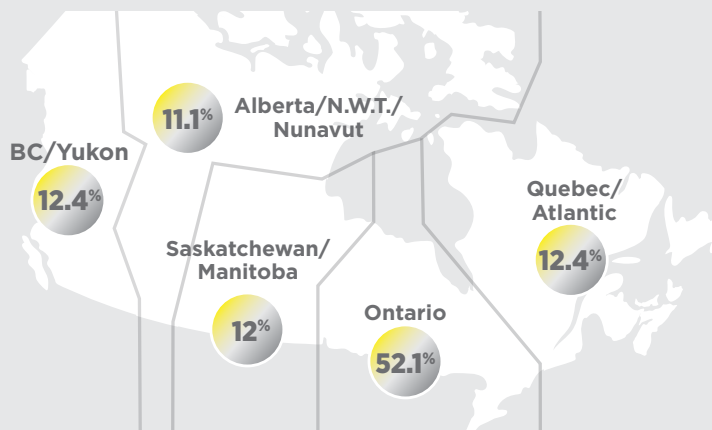 11.1%
Alberta/N.W.T./
Nunavut
BC/Yukon
12.4%
Quebec/
Atlantic
12.4%
Saskatchewan/
Manitoba
12%
Ontario
52.1%